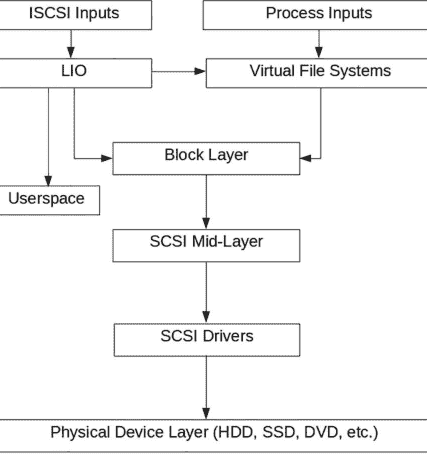 ISCSI Inputs
Process Inputs
LIO
Virtual File Systems
Block Layer
Userspace
SCSI Mid-Layer
SCSI Drivers
Physical Device Layer (HDD, SSD, DVD, etc.)